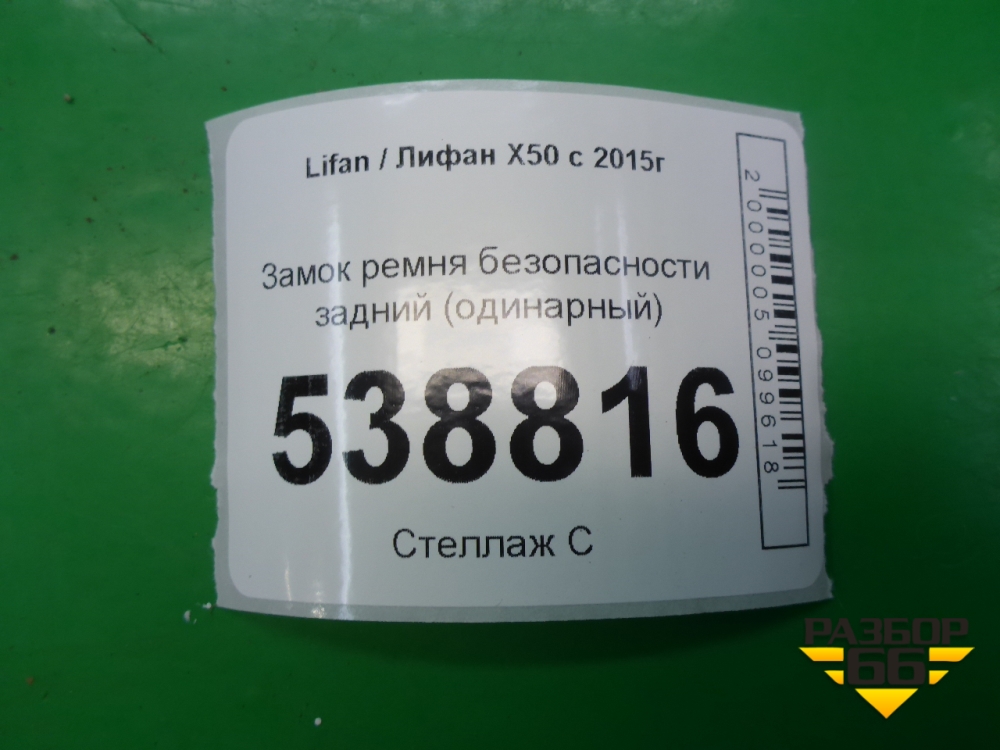 Lifan / Лифан X50 с 2015г
Замок ремня безопасности
задний (одинарный)
538816
Стеллаж С
2000005099618
РАЗБОР
66